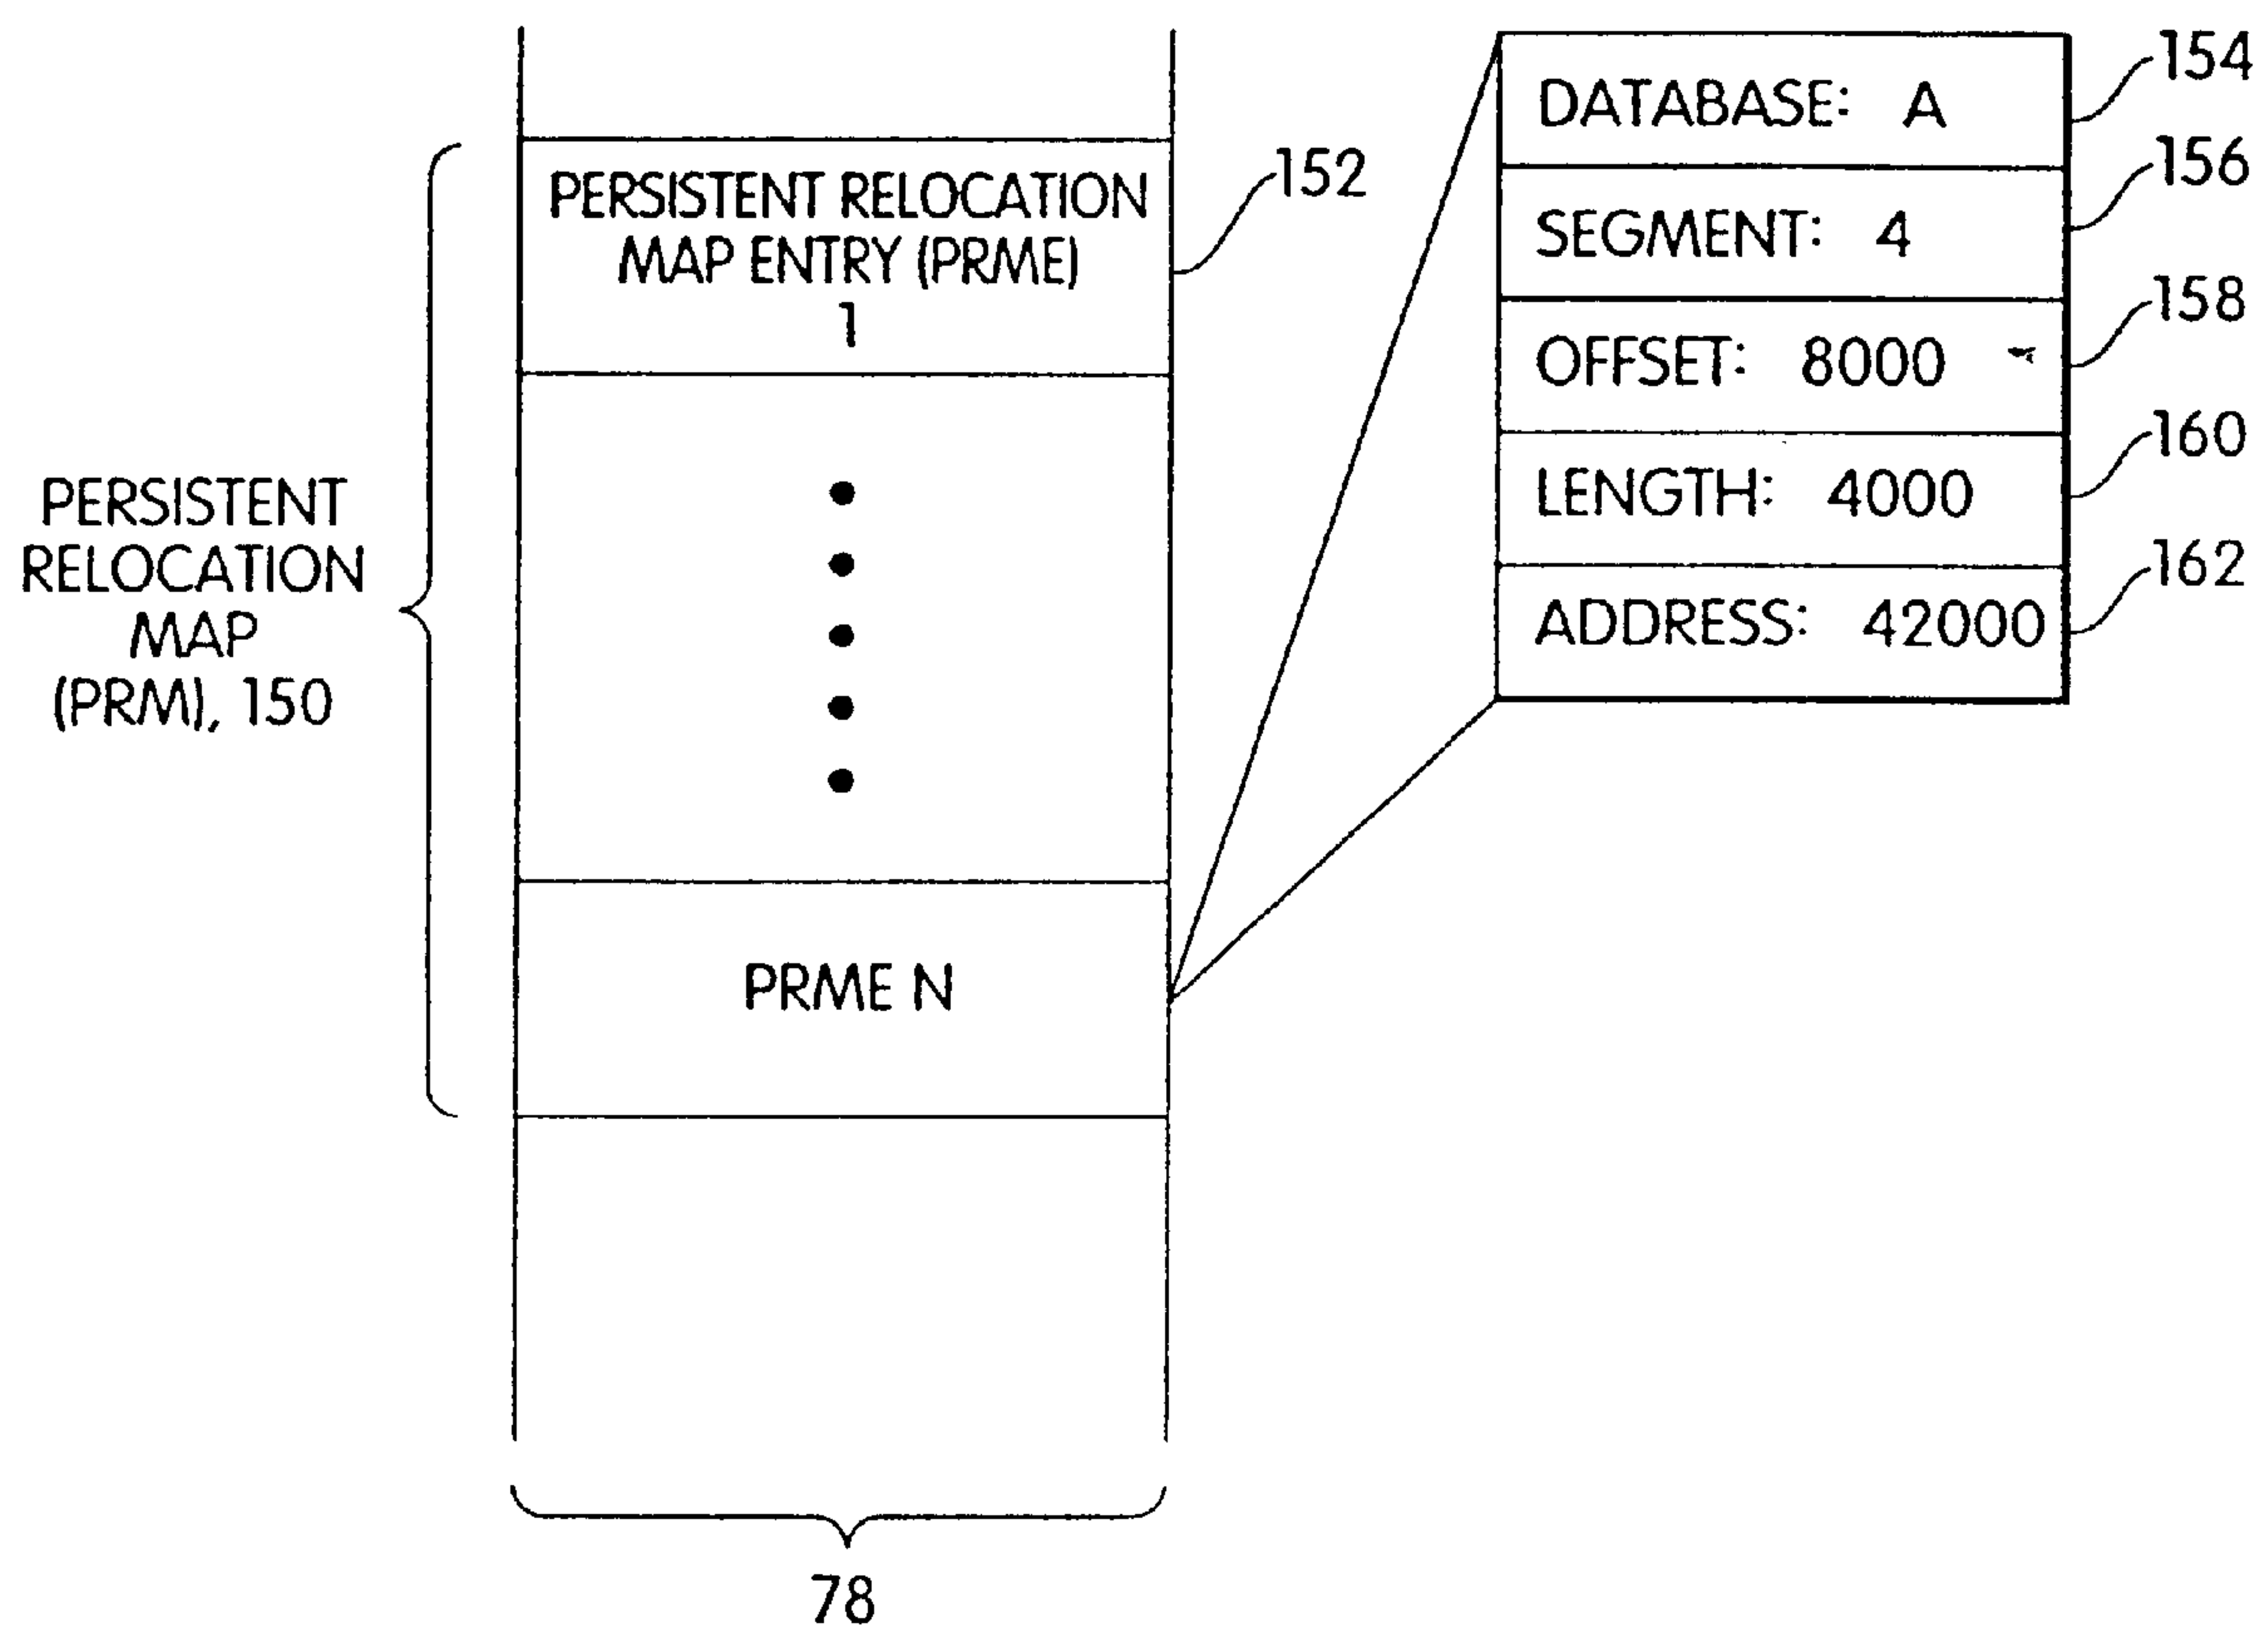 PERSISTENT
RELOCATION
MAP
(PRM), 150
PERSISTENT RELOCATION
MAP ENTRY (PRME)
1
152
PRME N
78
DATABASE: A
154
SEGMENT: 4
156
OFFSET: 8000
158
LENGTH: 4000
160
ADDRESS: 42000
162